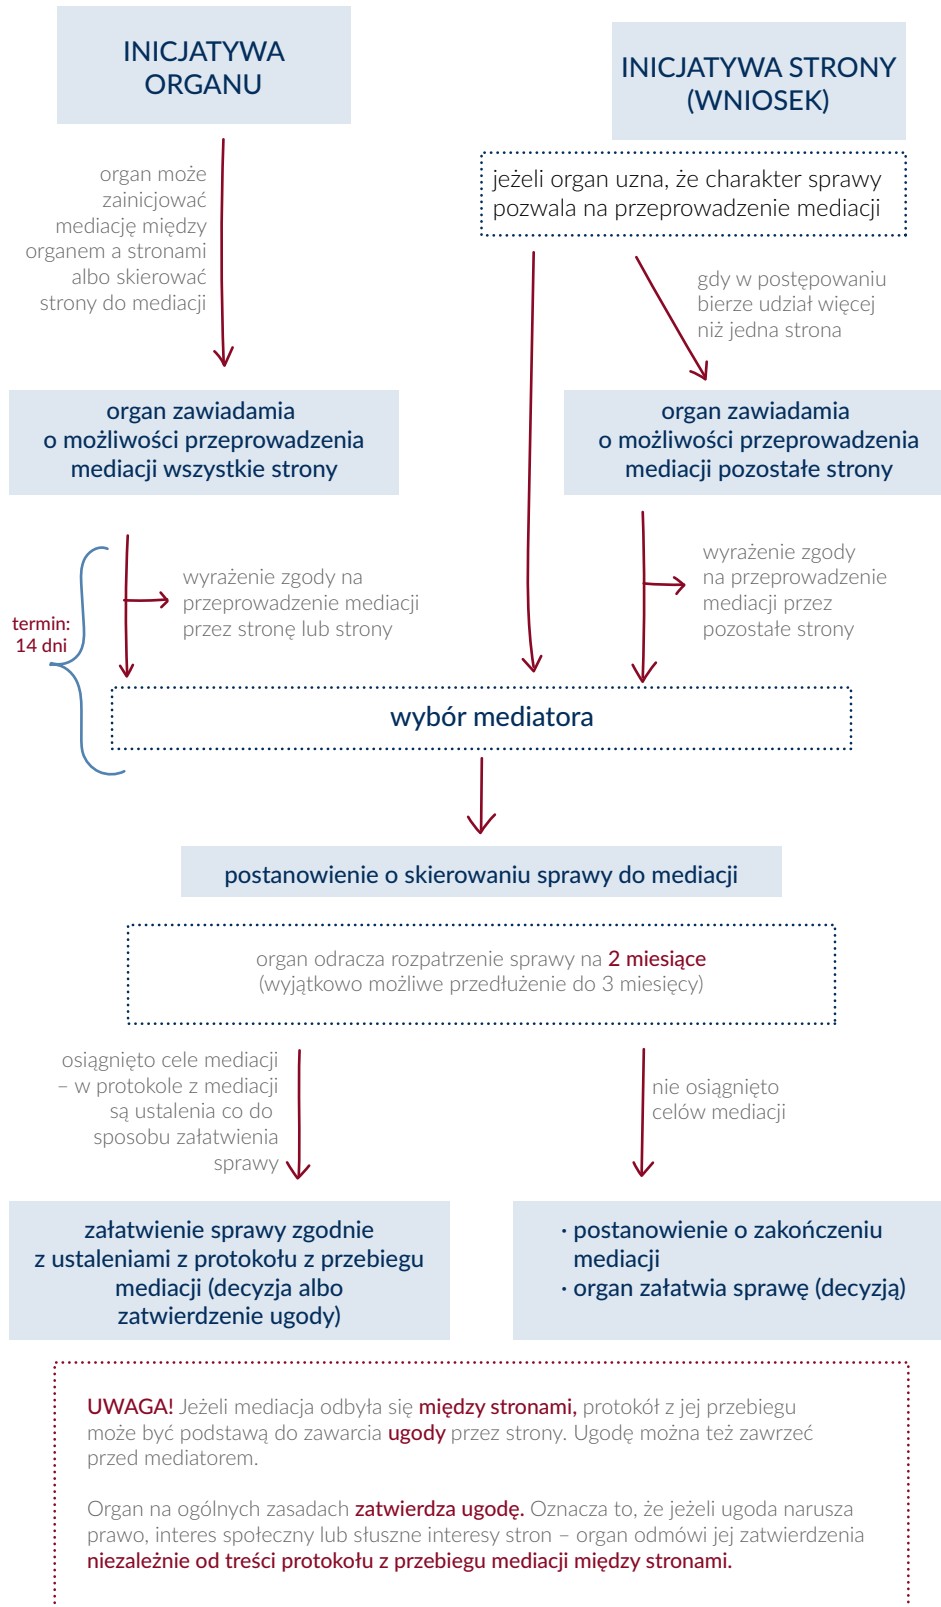 INICJATYWA
ORGANU
INICJATYWA STRONY
(WNIOSEK)
organ może
zainicjować
mediację między
organem a stronami
albo skierować
strony do mediacji
jeżeli organ uzna, że charakter sprawy
pozwala na przeprowadzenie mediacji
gdy w postępowaniu
bierze udział więcej
niż jedna strona
organ zawiadamia
o możliwości przeprowadzenia
mediacji wszystkie strony
organ zawiadamia
o możliwości przeprowadzenia
mediacji pozostałe strony
termin:
14 dni
wyrażenie zgody na
przeprowadzenie mediacji
przez stronę lub strony
wyrażenie zgody
na przeprowadzenie
mediacji przez
pozostałe strony
wybór mediatora
postanowienie o skierowaniu sprawy do mediacji
organ odracza rozpatrzenie sprawy na 2 miesiące
(wyjątkowo możliwe przedłużenie do 3 miesięcy)
osiągnięto cele mediacji
– w protokole z mediacji
są ustalenia co do
sposobu załatwienia
sprawy
nie osiągnięto
celów mediacji
załatwienie sprawy zgodnie
z ustaleniami z protokołu z przebiegu
mediacji (decyzja albo
zatwierdzenie ugody)
· postanowienie o zakończeniu
mediacji
· organ załatwia sprawę (decyzją)
UWAGA! Jeżeli mediacja odbyła się między stronami, protokół z jej przebiegu
może być podstawą do zawarcia ugody przez strony. Ugodę można też zawrzeć
przed mediatorem.
Organ na ogólnych zasadach zatwierdza ugodę. Oznacza to, że jeżeli ugoda narusza
prawo, interes społeczny lub słuszne interesy stron – organ odmówi jej zatwierdzenia
niezależnie od treści protokołu z przebiegu mediacji między stronami.